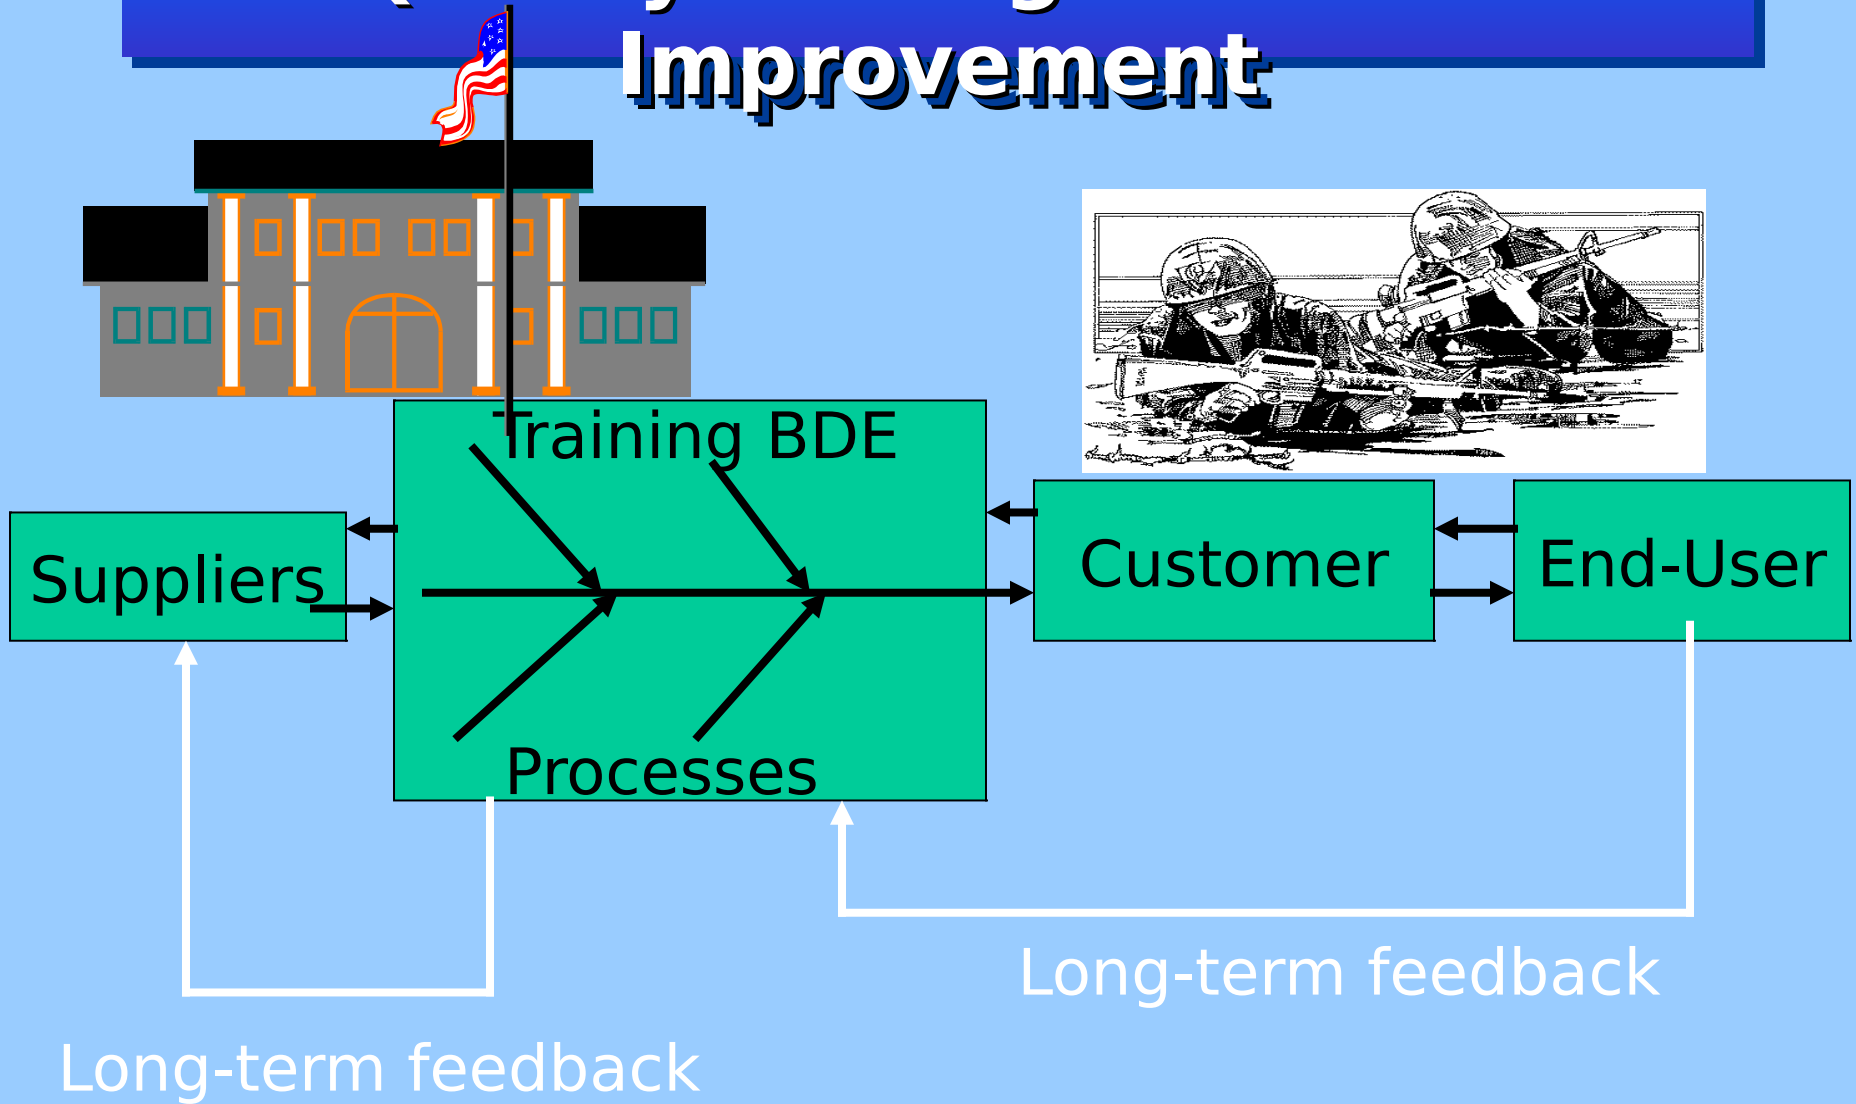 Improvement
Training BDE
Suppliers
Customer
End-User
Processes
Long-term feedback
Long-term feedback